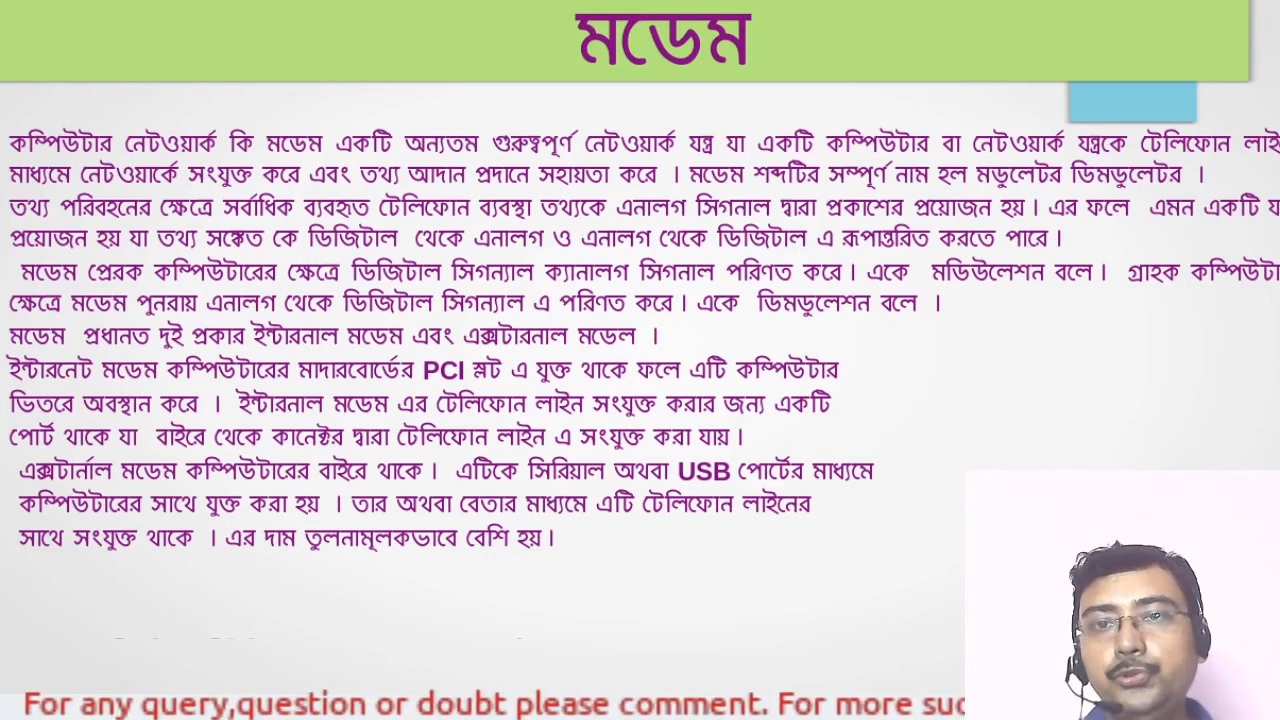 মডেম
কম্পিউটার নেটওয়ার্ক কি মডেম একটি অন্যতম গুরুত্বপূর্ণ নেটওয়ার্ক যন্ত্র যা একটি কম্পিউটার বা নেটওয়ার্ক যন্ত্রকে টেলিফোন
মাধ্যমে নেটওয়ার্কে সংযুক্ত করে এবং তথ্য আদান প্রদানে সহায়তা করে । মডেম শব্দটির সম্পূর্ণ নাম হল মডুলেটর ডিমডুলেটর ।
তথ্য পরিবহনের ক্ষেত্রে সর্বাধিক ব্যবহৃত টেলিফোন ব্যবস্থা তথ্যকে এনালগ সিগনাল দ্বারা প্রকাশের প্রয়োজন হয়। এর ফলে এমন একটি
প্রয়োজন হয় যা তথ্য সঙ্কেত কে ডিজিটাল থেকে এনালগ ও এনালগ থেকে ডিজিটাল এ রূপান্তরিত করতে পারে।
মডেম প্রেরক কম্পিউটারের ক্ষেত্রে ডিজিটাল সিগন্যাল ক্যানালগ সিগনাল পরিণত করে। একে মডিউলেশন বলে। গ্রাহক
ক্ষেত্রে মডেম পুনরায় এনালগ থেকে ডিজিটাল সিগন্যাল এ পরিণত করে। একে ডিমডুলেশন বলে ।
মডেম প্রধানত দুই প্রকার ইন্টারনাল মডেম এবং এক্সটারনাল মডেল ।
ইন্টারনেট মডেম কম্পিউটারের মাদারবোর্ডের PCI স্লট এ যুক্ত থাকে ফলে এটি কম্পিউটার
ভিতরে অবস্থান করে । ইন্টারনাল মডেম এর টেলিফোন লাইন সংযুক্ত করার জন্য একটি
পোর্ট থাকে যা বাইরে থেকে কানেক্টর দ্বারা টেলিফোন লাইন এ সংযুক্ত করা যায়।
এক্সটার্নাল মডেম কম্পিউটারের বাইরে থাকে। এটিকে সিরিয়াল অথবা USB পোর্টের মাধ্যমে
কম্পিউটারের সাথে যুক্ত করা হয় । তার অথবা বেতার মাধ্যমে এটি টেলিফোন লাইনের
সাথে সংযুক্ত থাকে । এর দাম তুলনামূলকভাবে বেশি হয়।
For any query,question or doubt please comment. For more